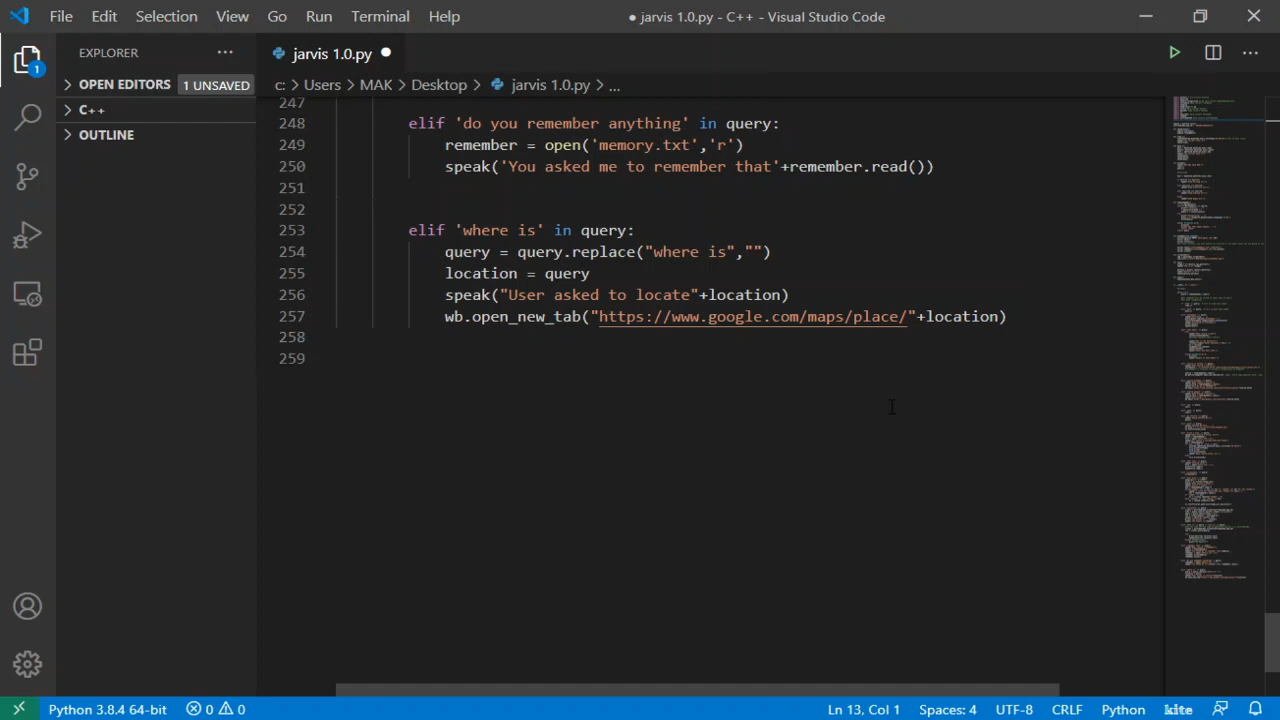 File Edit Selection View Go Run Terminal Help
● jarvis 1.0.py - C++ - Visual Studio Code
EXPLORER ...
jarvis 1.0.py ●
OPEN EDITORS 1 UNSAVED
c: > Users > MAK > Desktop > jarvis 1.0.py > ...
C++
OUTLINE
1
247
248 elif 'do you remember anything' in query:
249 remember = open('memory.txt','r')
250 speak('You asked me to remember that'+remember.read())
251
252
253 elif 'where is' in query:
254 query = query.replace("where is","")
255 location = query
256 speak("User asked to locate"+location)
257 wb.open_new_tab("https://www.google.com/maps/place/"+location)
258
259
Python 3.8.4 64-bit 0 0 Ln 13, Col 1 Spaces: 4 UTF-8 CRLF Python kite